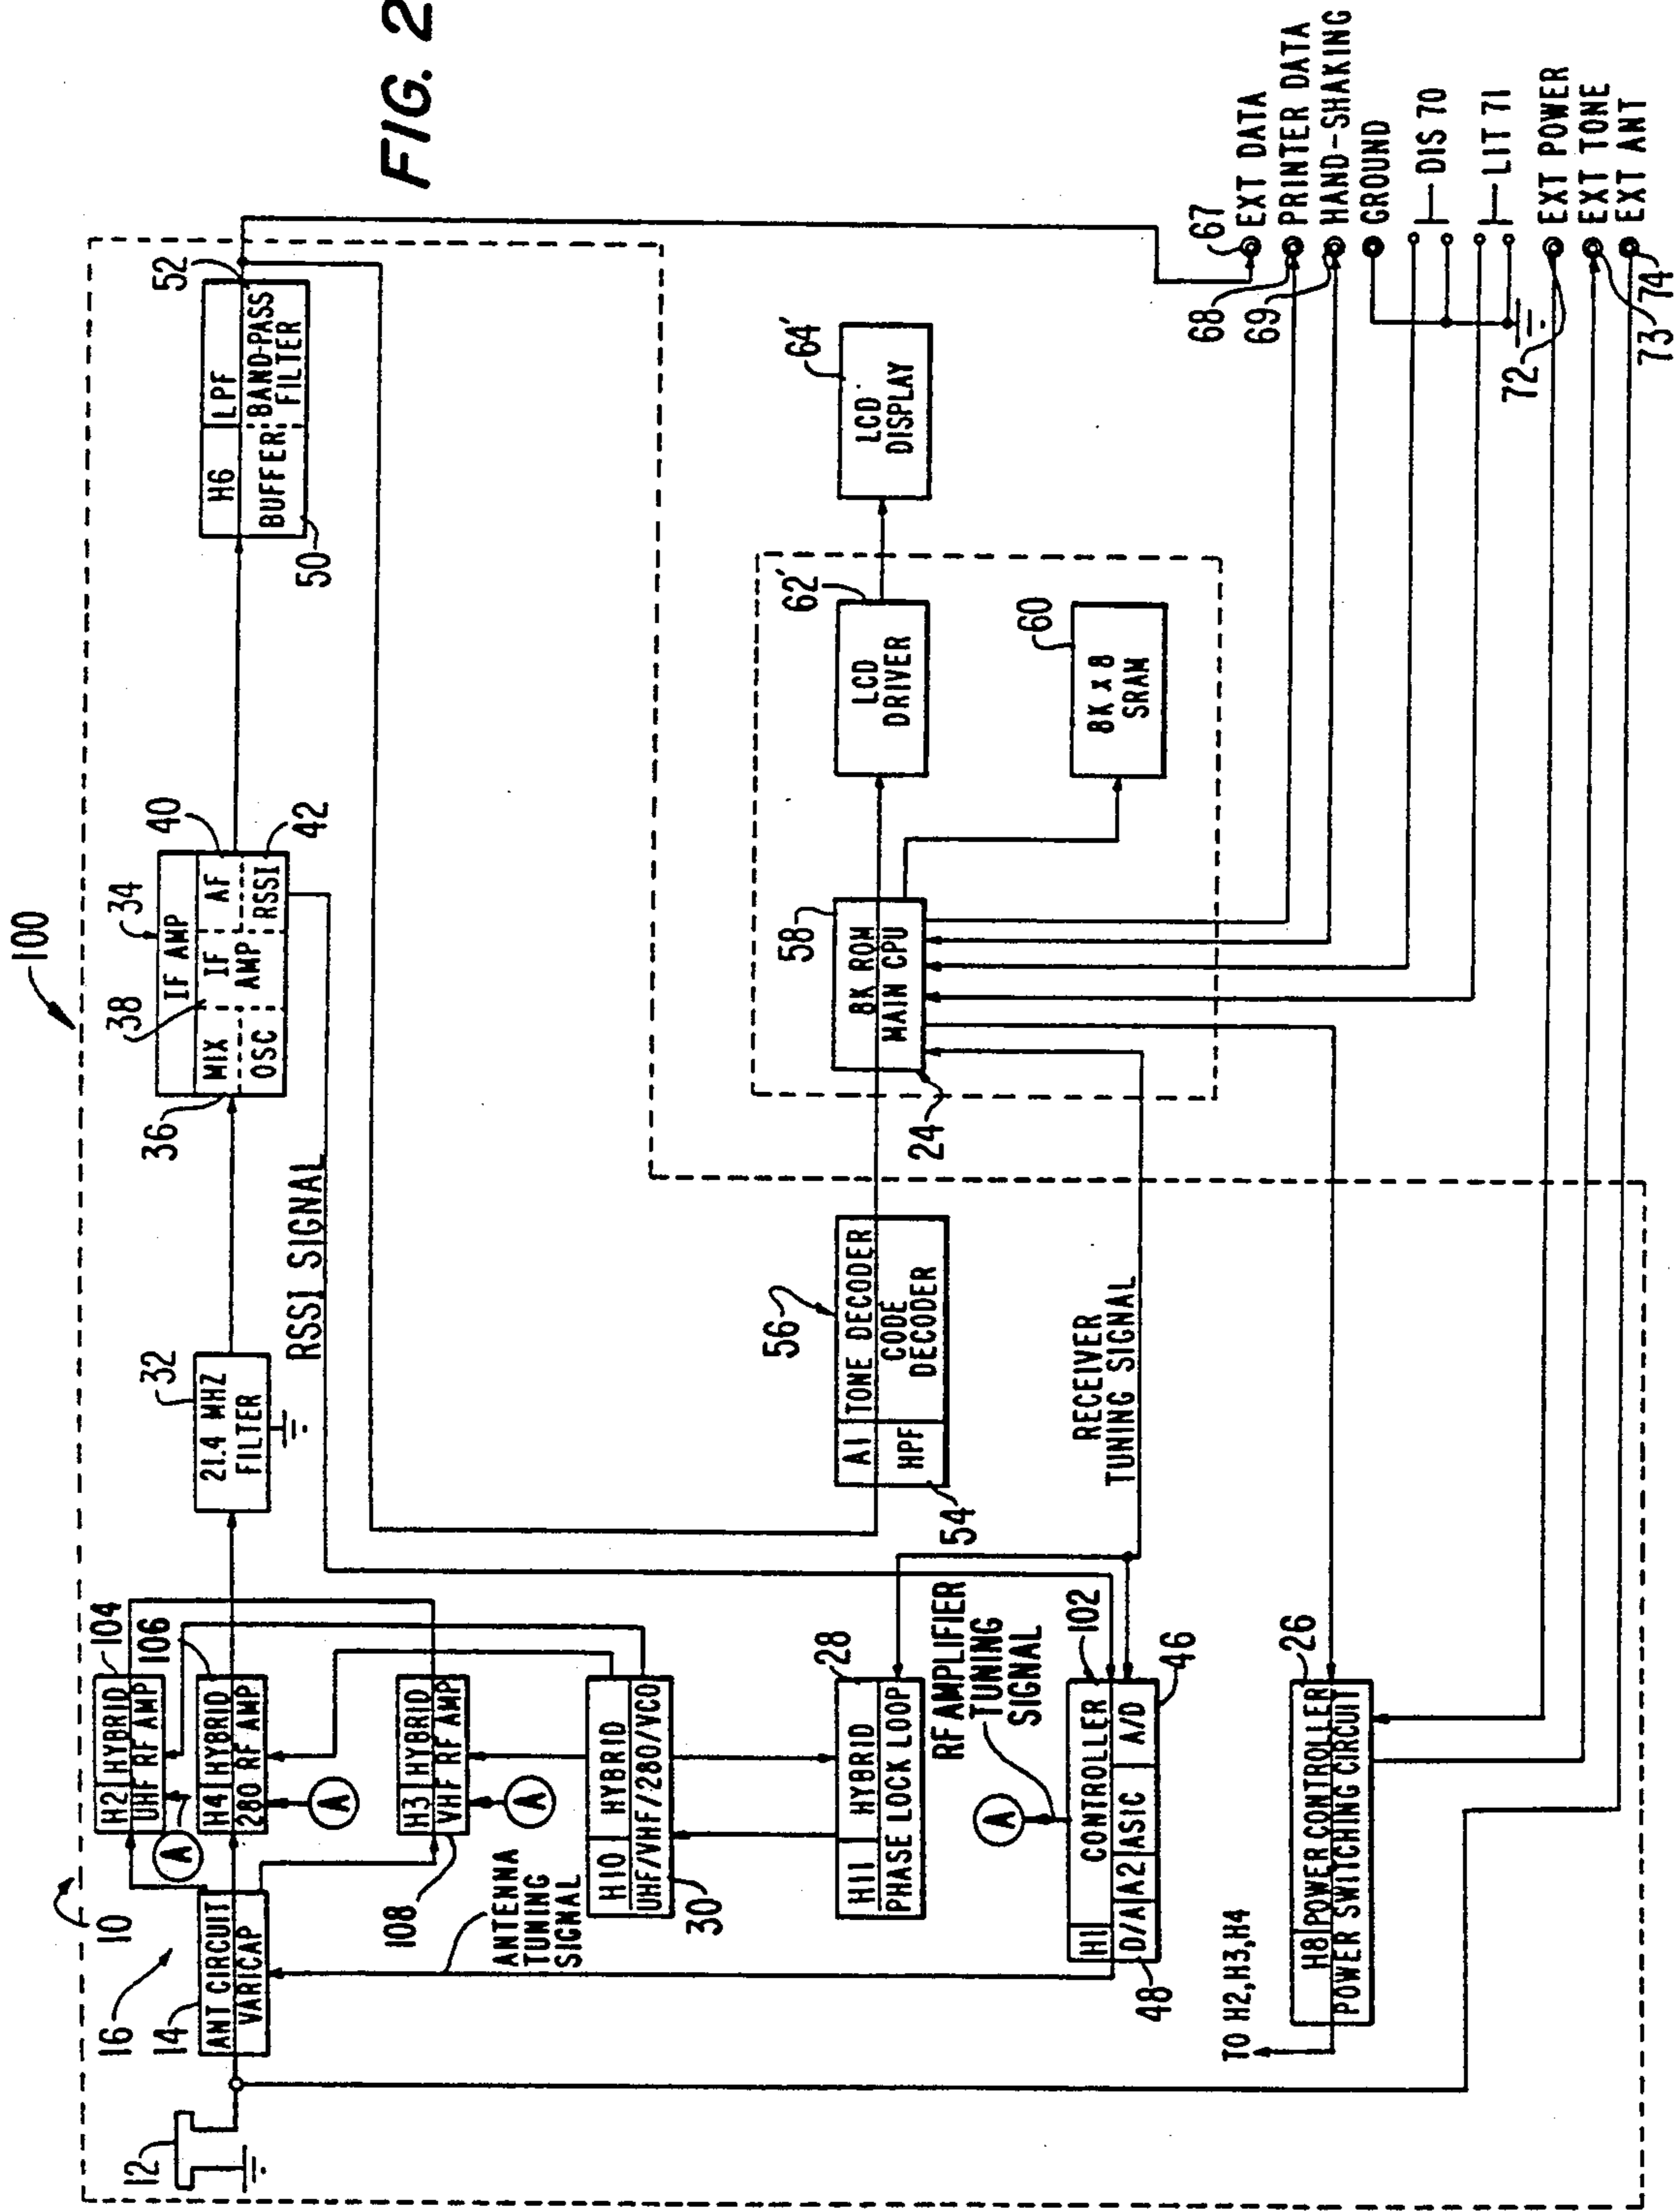 FIG. 2
100
10
12
16
14
ANT CIRCUIT
VARICAP
104
H2 HYBRID
UHF RF AMP
106
H4 HYBRID
280 RF AMP
A
A
H3 HYBRID
VHF RF AMP
A
108
32
21.4 MHZ
FILTER
36
38
34
IF AMP
MIX
OSC
IF
AMP
AF
RSSI
40
42
RSSI SIGNAL
H6
LPF
BUFFER
BAND-PASS
FILTER
50
52
ANTENNA
TUNING
SIGNAL
H10 HYBRID
UHF/VHF/280/VCO
30
28
H11 HYBRID
PHASE LOCK LOOP
RF AMPLIFIER
TUNING
SIGNAL
A
102
H1 CONTROLLER
D/A A2 ASIC A/D
48
46
54
56
A1 TONE DECODER
HPF
CODE
DECODER
RECEIVER
TUNING SIGNAL
58
8K ROM
MAIN CPU
24
62'
LCD
DRIVER
60
8K x 8
SRAM
64'
LCD
DISPLAY
TO H2,H3,H4
26
H8 POWER CONTROLLER
POWER SWITCHING CIRCUIT
67
EXT DATA
68
PRINTER DATA
69
HAND-SHAKING
GROUND
DIS 70
LIT 71
72
EXT POWER
73
EXT TONE
74
EXT ANT